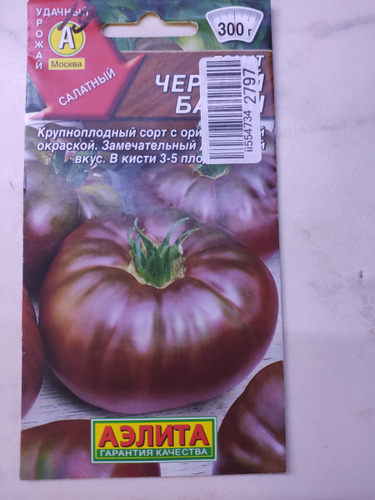 УДАЧНЫЙ
УРОЖАЙ
А
Москва
САЛАТНЫЙ
300 г
ЧЕР
БА Н
Крупноплодный сорт с ори
окраской. Замечательный
вкус. В кисти 3-5 пло
ii554734 2797
АЭЛИТА
ГАРАНТИЯ КАЧЕСТВА